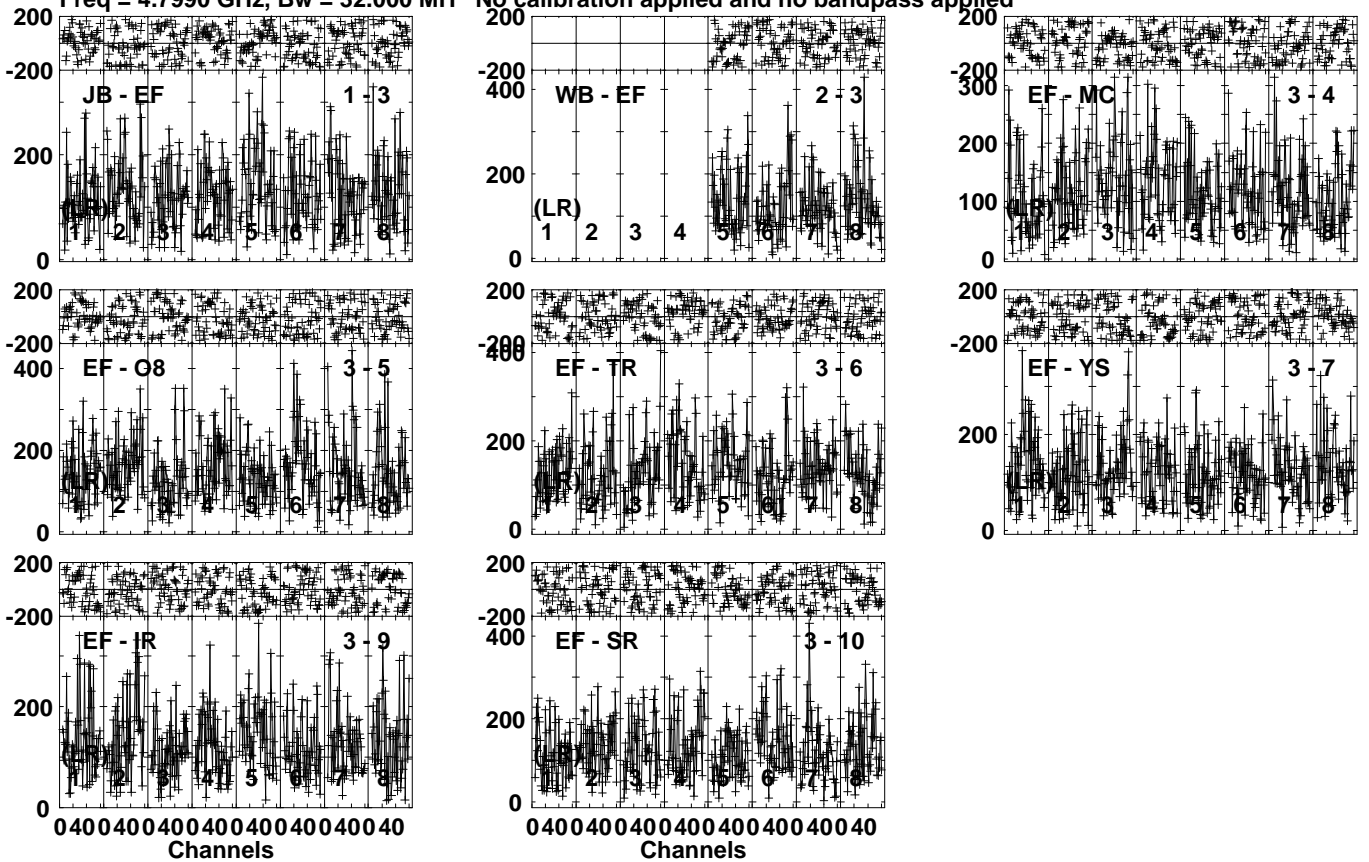 Freq = 4.7990 GHz, Bw = 32.000 MH No calibration applied and no bandpass applied
200 200 200
-200 -200 -200
JB - EF 1 - 3 WB - EF 2 - 3 EF - MC 3 - 4
400 300
200 200 200
(LR) (LR) 100 (LR)
1 2 3 4 5 6 7 8 1 2 3 4 5 6 7 8 1 2 3 4 5 6 7 8
0 0 0
200 200 200
-200 -200 -200
400 EF - O8 3 - 5 400 EF - TR 3 - 6 EF - YS 3 - 7
200 200 200
(LR) (LR) (LR)
1 2 3 4 5 6 7 8 1 2 3 4 5 6 7 8 1 2 3 4 5 6 7 8
0 0 0
200 200
-200 -200
EF - IR 3 - 9 400 EF - SR 3 - 10
200 200
(LR) (LR)
1 2 3 4 5 6 7 8 1 2 3 4 5 6 7 8
0 0
0 40 0 40 0 40 0 40 0 40 0 40 0 40 0 40 0 40 0 40 0 40 0 40 0 40 0 40 0 40 0 40
Channels Channels